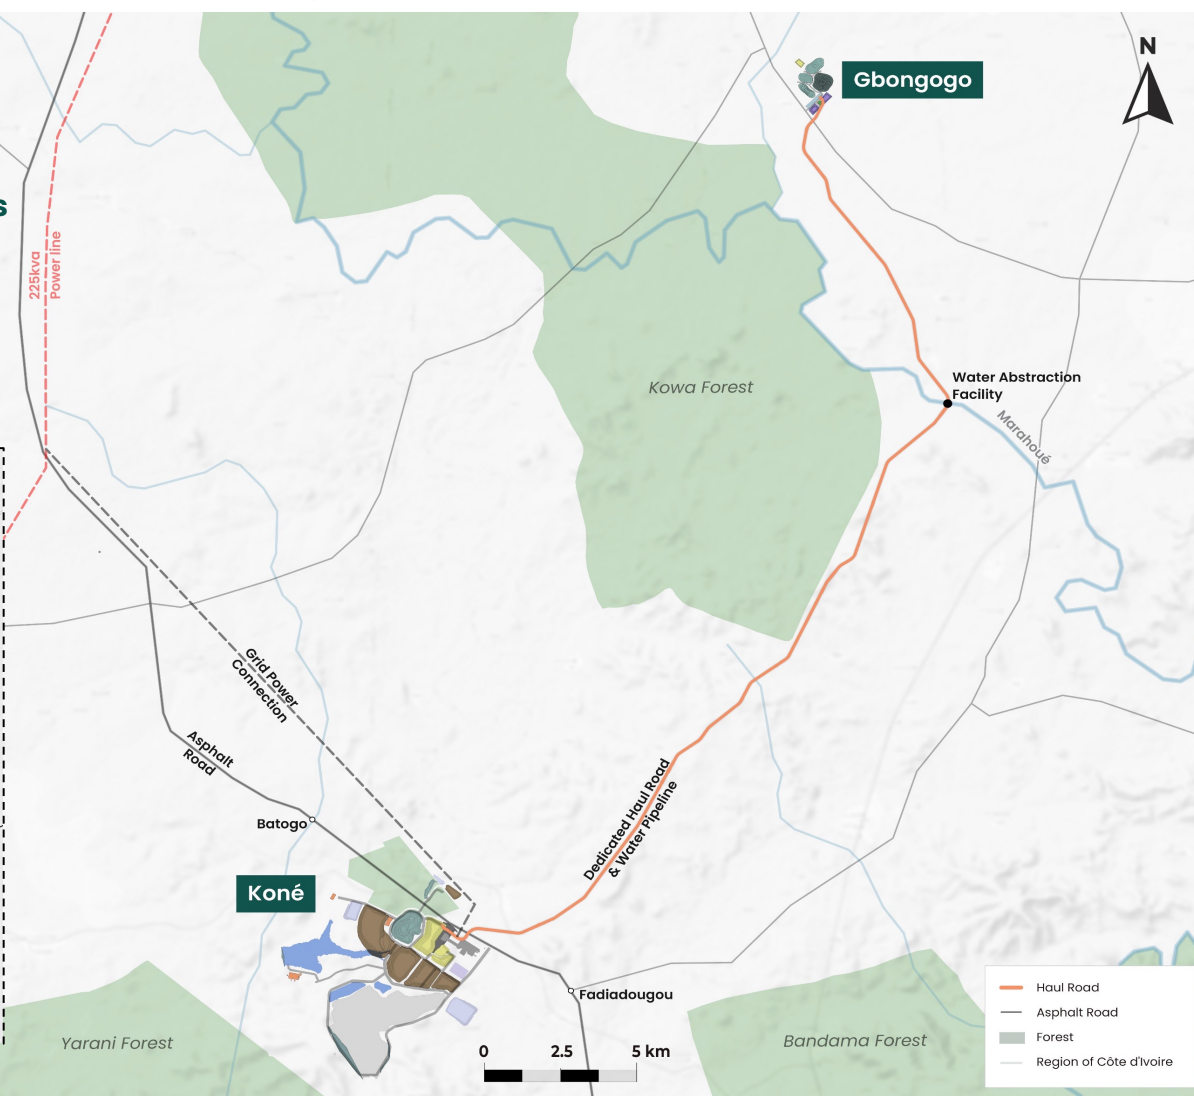 N
Gbongogo
s
225kva
Power line
Kowa Forest
Water Abstraction
Facility
Marahoué
Grid Power
Connection
Asphalt
Road
Dedicated Haul Road
& Water Pipeline
Batogo
Koné
Fadiadougou
Yarani Forest
Bandama Forest
0 2.5 5 km
Haul Road
Asphalt Road
Forest
Region of Côte d'Ivoire